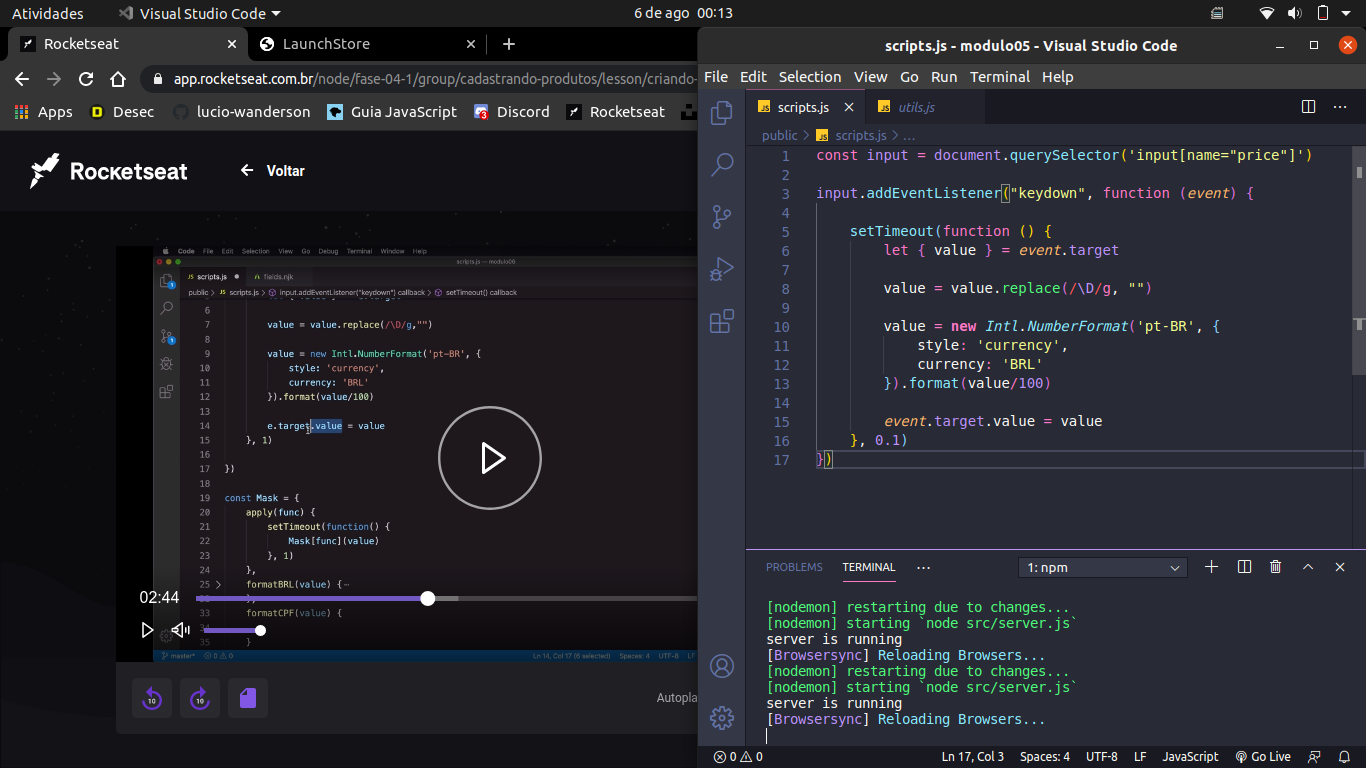 Atividades
Visual Studio Code
6 de ago 00:13
Rocketseat
LaunchStore
app.rocketseat.com.br/node/fase-04-1/group/cadastrando-produtos/lesson/criando-
Apps
Desec
lucio-wanderson
Guia JavaScript
Discord
Rocketseat
Rocketseat
Voltar
Code File Edit Selection View Go Debug Terminal Window Help
scripts.js — modulo05
scripts.js
fields.njk
public > scripts.js > input.addEventListener("keydown") callback > setTimeout() callback
6
7 value = value.replace(/\D/g,"")
8
9 value = new Intl.NumberFormat('pt-BR', {
10 style: 'currency',
11 currency: 'BRL'
12 }).format(value/100)
13
14 e.target.value = value
15 }, 1)
16
17 })
18
19 const Mask = {
20 apply(func) {
21 setTimeout(function() {
22 Mask[func](value)
23 }, 1)
24 },
25 formatBRL(value) {
33 formatCPF(value) {
34
35 }
02:44
master*
0 0
Ln 14, Col 17 (6 selected) Spaces: 4 UTF-8 LF
10
10
Autopla
scripts.js - modulo05 - Visual Studio Code
File Edit Selection View Go Run Terminal Help
JS scripts.js
JS utils.js
public > JS scripts.js > ...
1 const input = document.querySelector('input[name="price"]')
2
3 input.addEventListener("keydown", function (event) {
4
5 setTimeout(function () {
6 let { value } = event.target
7
8 value = value.replace(/\D/g, "")
9
10 value = new Intl.NumberFormat('pt-BR', {
11 style: 'currency',
12 currency: 'BRL'
13 }).format(value/100)
14
15 event.target.value = value
16 }, 0.1)
17 })
PROBLEMS
TERMINAL
...
1: npm
[nodemon] restarting due to changes...
[nodemon] starting `node src/server.js`
server is running
[Browsersync] Reloading Browsers...
[nodemon] restarting due to changes...
[nodemon] starting `node src/server.js`
server is running
[Browsersync] Reloading Browsers...
0 0
Ln 17, Col 3 Spaces: 4 UTF-8 LF JavaScript Go Live